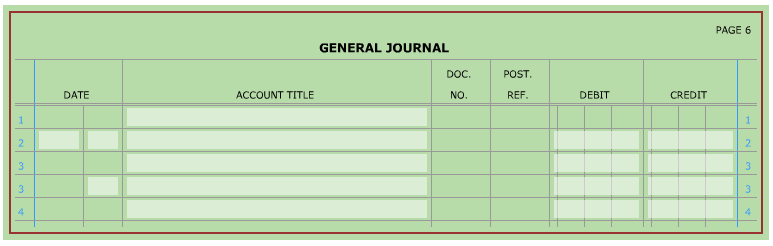 PAGE 6
GENERAL JOURNAL
DOC. POST.
DATE ACCOUNT TITLE NO. REF. DEBIT CREDIT
1 1
2 2
3 3
3 3
4 4